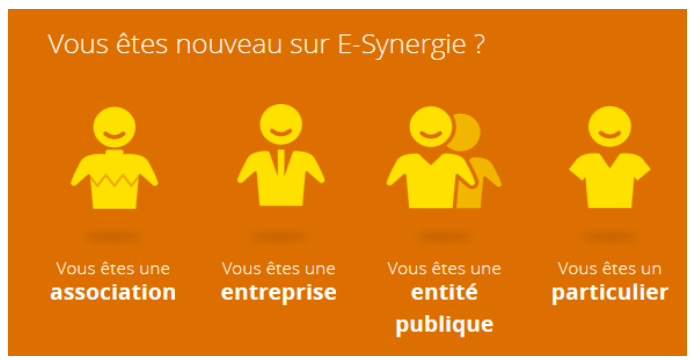 Vous êtes nouveau sur E-Synergie ?
Vous êtes une
association
Vous êtes une
entreprise
Vous êtes une
entité
publique
Vous êtes un
particulier